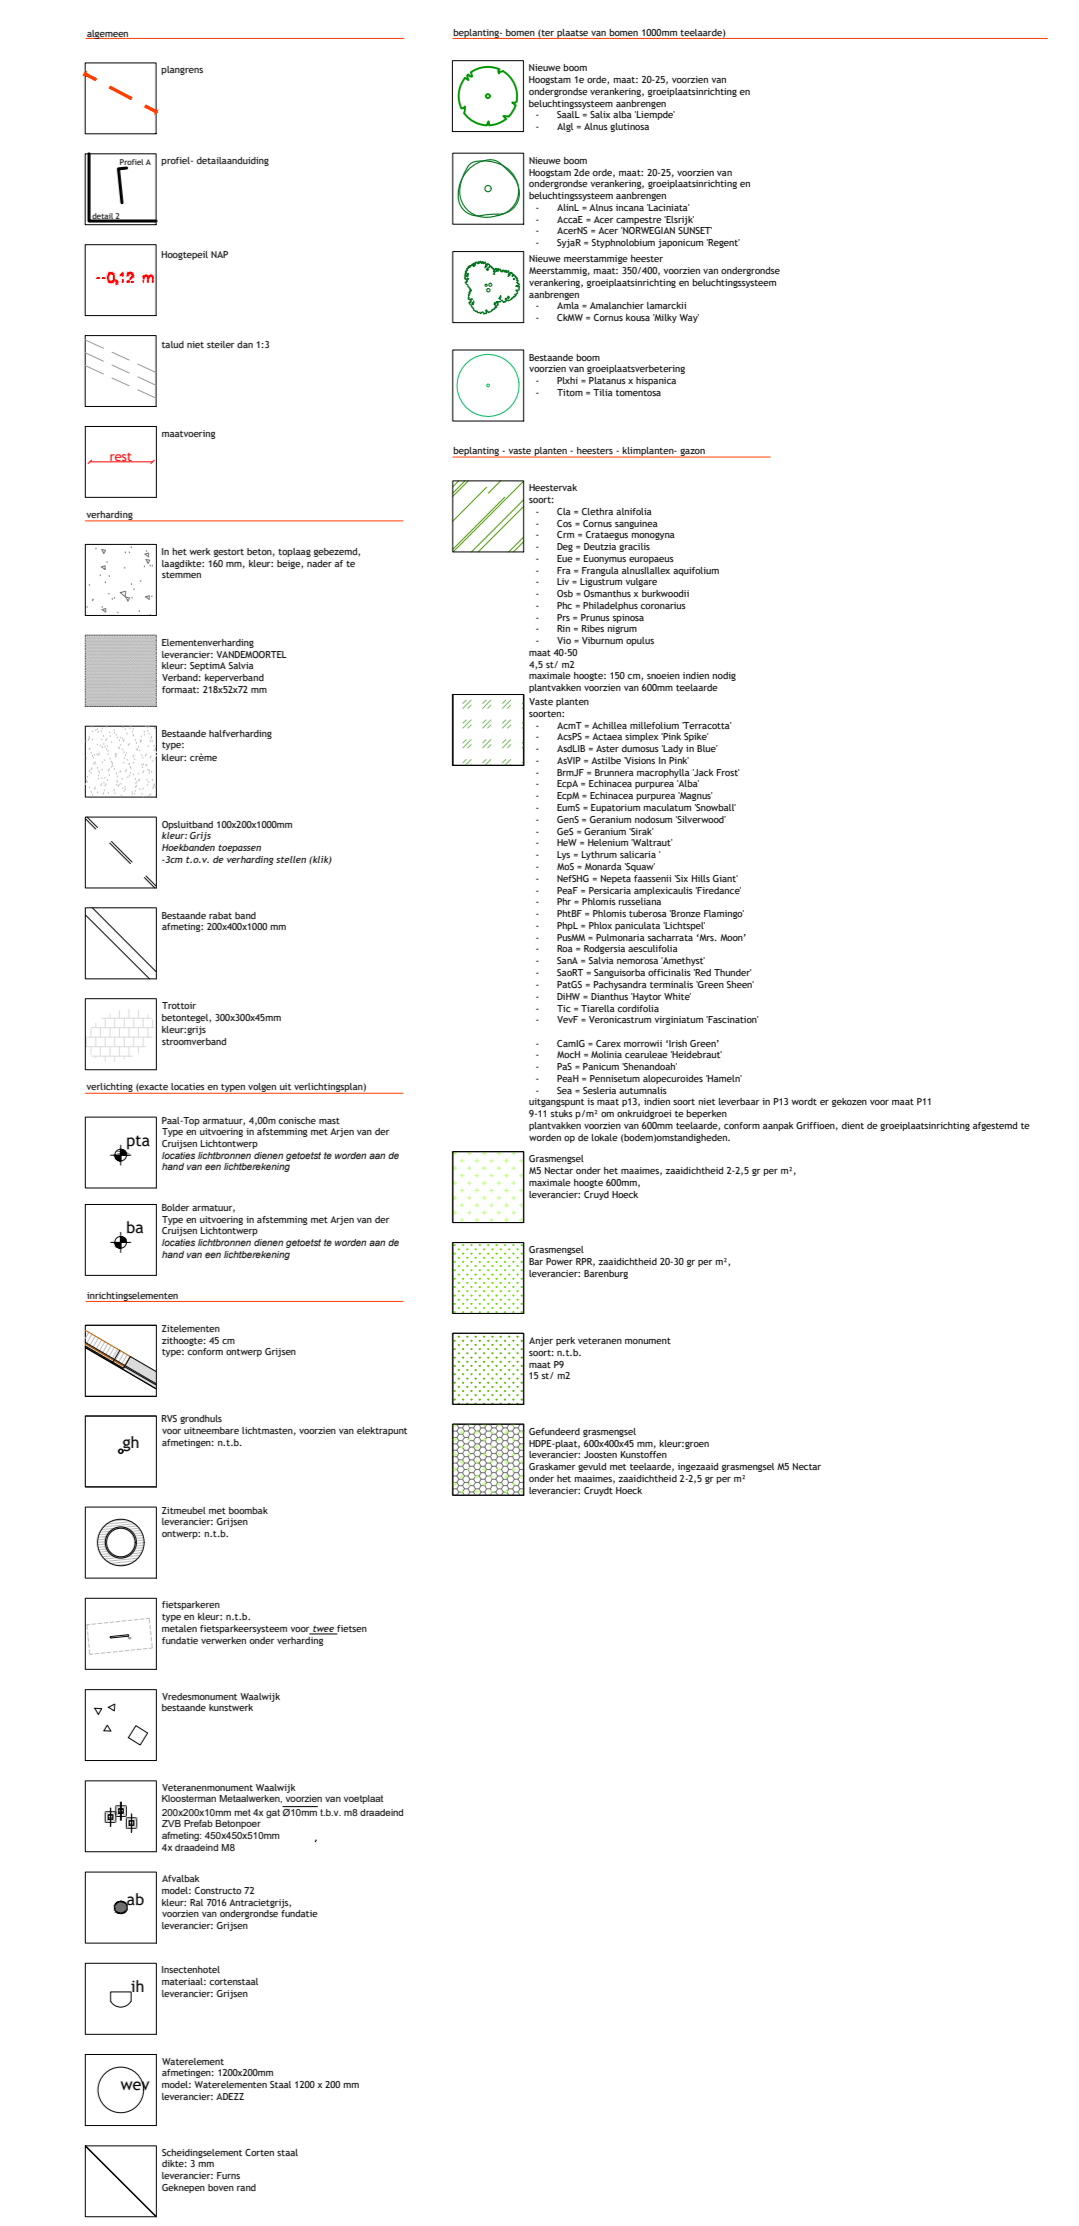 algemeen
plangrens
Profiel A
detail 2
profiel- detailaanduiding
--0,12 m
Hoogtepeil NAP
talud niet steiler dan 1:3
rest
maatvoering
verharding
In het werk gestort beton, toplaag gebezemd,
laagdikte: 160 mm, kleur: beige, nader af te
stemmen
Elementenverharding
leverancier: VANDEMOORTEL
kleur: SeptimA Salvia
Verband: keperverband
formaat: 218x52x72 mm
Bestaande halfverharding
type:
kleur: crème
Opsluitband 100x200x1000mm
kleur: Grijs
Hoekbanden toepassen
-3cm t.o.v. de verharding stellen (klik)
Bestaande rabat band
afmeting: 200x400x1000 mm
Trottoir
betontegel, 300x300x45mm
kleur:grijs
stroomverband
verlichting (exacte locaties en typen volgen uit verlichtingsplan)
pta
Paal-Top armatuur, 4,00m conische mast
Type en uitvoering in afstemming met Arjen van der
Cruijsen Lichtontwerp
locaties lichtbronnen dienen getoetst te worden aan de
hand van een lichtberekening
ba
Bolder armatuur,
Type en uitvoering in afstemming met Arjen van der
Cruijsen Lichtontwerp
locaties lichtbronnen dienen getoetst te worden aan de
hand van een lichtberekening
inrichtingselementen
Zitelementen
zithoogte: 45 cm
type: conform ontwerp Grijsen
gh
RVS grondhuls
voor uitneembare lichtmasten, voorzien van elektrapunt
afmetingen: n.t.b.
Zitmeubel met boombak
leverancier: Grijsen
ontwerp: n.t.b.
fietsparkeren
type en kleur: n.t.b.
metalen fietsparkeersysteem voor twee fietsen
fundatie verwerken onder verharding
Vredesmonument Waalwijk
bestaande kunstwerk
Veteranenmonument Waalwijk
Kloosterman Metaalwerken, voorzien van voetplaat
200x200x10mm met 4x gat Ø10mm t.b.v. m8 draadeind
ZVB Prefab Betonpoer
afmeting: 450x450x510mm ,
4x draadeind M8
ab
Afvalbak
model: Constructo 72
kleur: Ral 7016 Antracietgrijs,
voorzien van ondergrondse fundatie
leverancier: Grijsen
ih
Insectenhotel
materiaal: cortenstaal
leverancier: Grijsen
wev
Waterelement
afmetingen: 1200x200mm
model: Waterelementen Staal 1200 x 200 mm
leverancier: ADEZZ
Scheidingselement Corten staal
dikte: 3 mm
leverancier: Furns
Geknepen boven rand
beplanting- bomen (ter plaatse van bomen 1000mm teelaarde)
Nieuwe boom
Hoogstam 1e orde, maat: 20-25, voorzien van
ondergrondse verankering, groeiplaatsinrichting en
beluchtingssysteem aanbrengen
- SaalL = Salix alba 'Liempde'
- Algl = Alnus glutinosa
Nieuwe boom
Hoogstam 2de orde, maat: 20-25, voorzien van
ondergrondse verankering, groeiplaatsinrichting en
beluchtingssysteem aanbrengen
- AlinL = Alnus incana 'Laciniata'
- AccaE = Acer campestre 'Elsrijk'
- AcerNS = Acer 'NORWEGIAN SUNSET'
- SyjaR = Styphnolobium japonicum 'Regent'
Nieuwe meerstammige heester
Meerstammig, maat: 350/400, voorzien van ondergrondse
verankering, groeiplaatsinrichting en beluchtingssysteem
aanbrengen
- Amla = Amalanchier lamarckii
- CkMW = Cornus kousa 'Milky Way'
Bestaande boom
voorzien van groeiplaatsverbetering
- Plxhi = Platanus x hispanica
- Titom = Tilia tomentosa
beplanting - vaste planten - heesters - klimplanten- gazon
Heestervak
soort:
- Cla = Clethra alnifolia
- Cos = Cornus sanguinea
- Crm = Crataegus monogyna
- Deg = Deutzia gracilis
- Eue = Euonymus europaeus
- Fra = Frangula alnusIlaIlex aquifolium
- Liv = Ligustrum vulgare
- Osb = Osmanthus x burkwoodii
- Phc = Philadelphus coronarius
- Prs = Prunus spinosa
- Rin = Ribes nigrum
- Vio = Viburnum opulus
maat 40-50
4,5 st/ m2
maximale hoogte: 150 cm, snoeien indien nodig
plantvakken voorzien van 600mm teelaarde
Vaste planten
soorten:
- AcmT = Achillea millefolium 'Terracotta'
- AcsPS = Actaea simplex 'Pink Spike'
- AsdLIB = Aster dumosus 'Lady in Blue'
- AsVIP = Astilbe 'Visions In Pink'
- BrmJF = Brunnera macrophylla 'Jack Frost'
- EcpA = Echinacea purpurea 'Alba'
- EcpM = Echinacea purpurea 'Magnus'
- EumS = Eupatorium maculatum 'Snowball'
- GenS = Geranium nodosum 'Silverwood'
- GeS = Geranium 'Sirak'
- HeW = Helenium 'Waltraut'
- Lys = Lythrum salicaria '
- MoS = Monarda 'Squaw'
- NefSHG = Nepeta faassenii 'Six Hills Giant'
- PeaF = Persicaria amplexicaulis 'Firedance'
- Phr = Phlomis russeliana
- PhtBF = Phlomis tuberosa 'Bronze Flamingo'
- PhpL = Phlox paniculata 'Lichtspel'
- PusMM = Pulmonaria sacharrata ‘Mrs. Moon’
- Roa = Rodgersia aesculifolia
- SanA = Salvia nemorosa 'Amethyst'
- SaoRT = Sanguisorba officinalis 'Red Thunder'
- PatGS = Pachysandra terminalis 'Green Sheen'
- DiHW = Dianthus 'Haytor White'
- Tic = Tiarella cordifolia
- VevF = Veronicastrum virginiatum 'Fascination'
- CamIG = Carex morrowii ‘Irish Green’
- MocH = Molinia cearuleae 'Heidebraut'
- PaS = Panicum 'Shenandoah'
- PeaH = Pennisetum alopecuroides 'Hameln'
- Sea = Sesleria autumnalis
uitgangspunt is maat p13, indien soort niet leverbaar in P13 wordt er gekozen voor maat P11
9-11 stuks p/m² om onkruidgroei te beperken
plantvakken voorzien van 600mm teelaarde, conform aanpak Griffioen, dient de groeiplaatsinrichting afgestemd te
worden op de lokale (bodem)omstandigheden.
Grasmengsel
M5 Nectar onder het maaimes, zaaidichtheid 2-2,5 gr per m²,
maximale hoogte 600mm,
leverancier: Cruyd Hoeck
Grasmengsel
Bar Power RPR, zaaidichtheid 20-30 gr per m²,
leverancier: Barenburg
Anjer perk veteranen monument
soort: n.t.b.
maat P9
15 st/ m2
Gefundeerd grasmengsel
HDPE-plaat, 600x400x45 mm, kleur:groen
leverancier: Joosten Kunstoffen
Graskamer gevuld met teelaarde, ingezaaid grasmengsel M5 Nectar
onder het maaimes, zaaidichtheid 2-2,5 gr per m²
leverancier: Cruydt Hoeck